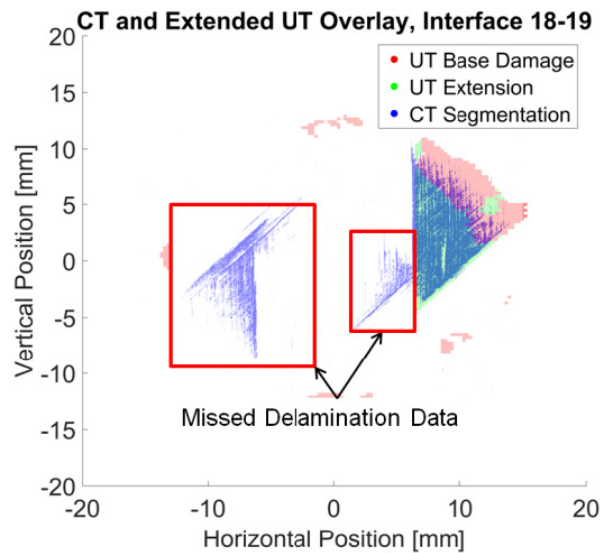 CT and Extended UT Overlay, Interface 18-19
UT Base Damage
UT Extension
CT Segmentation
20
15
10
5
0
-5
-10
-15
-20
Vertical Position [mm]
Missed Delamination Data
-20
-10
0
10
20
Horizontal Position [mm]